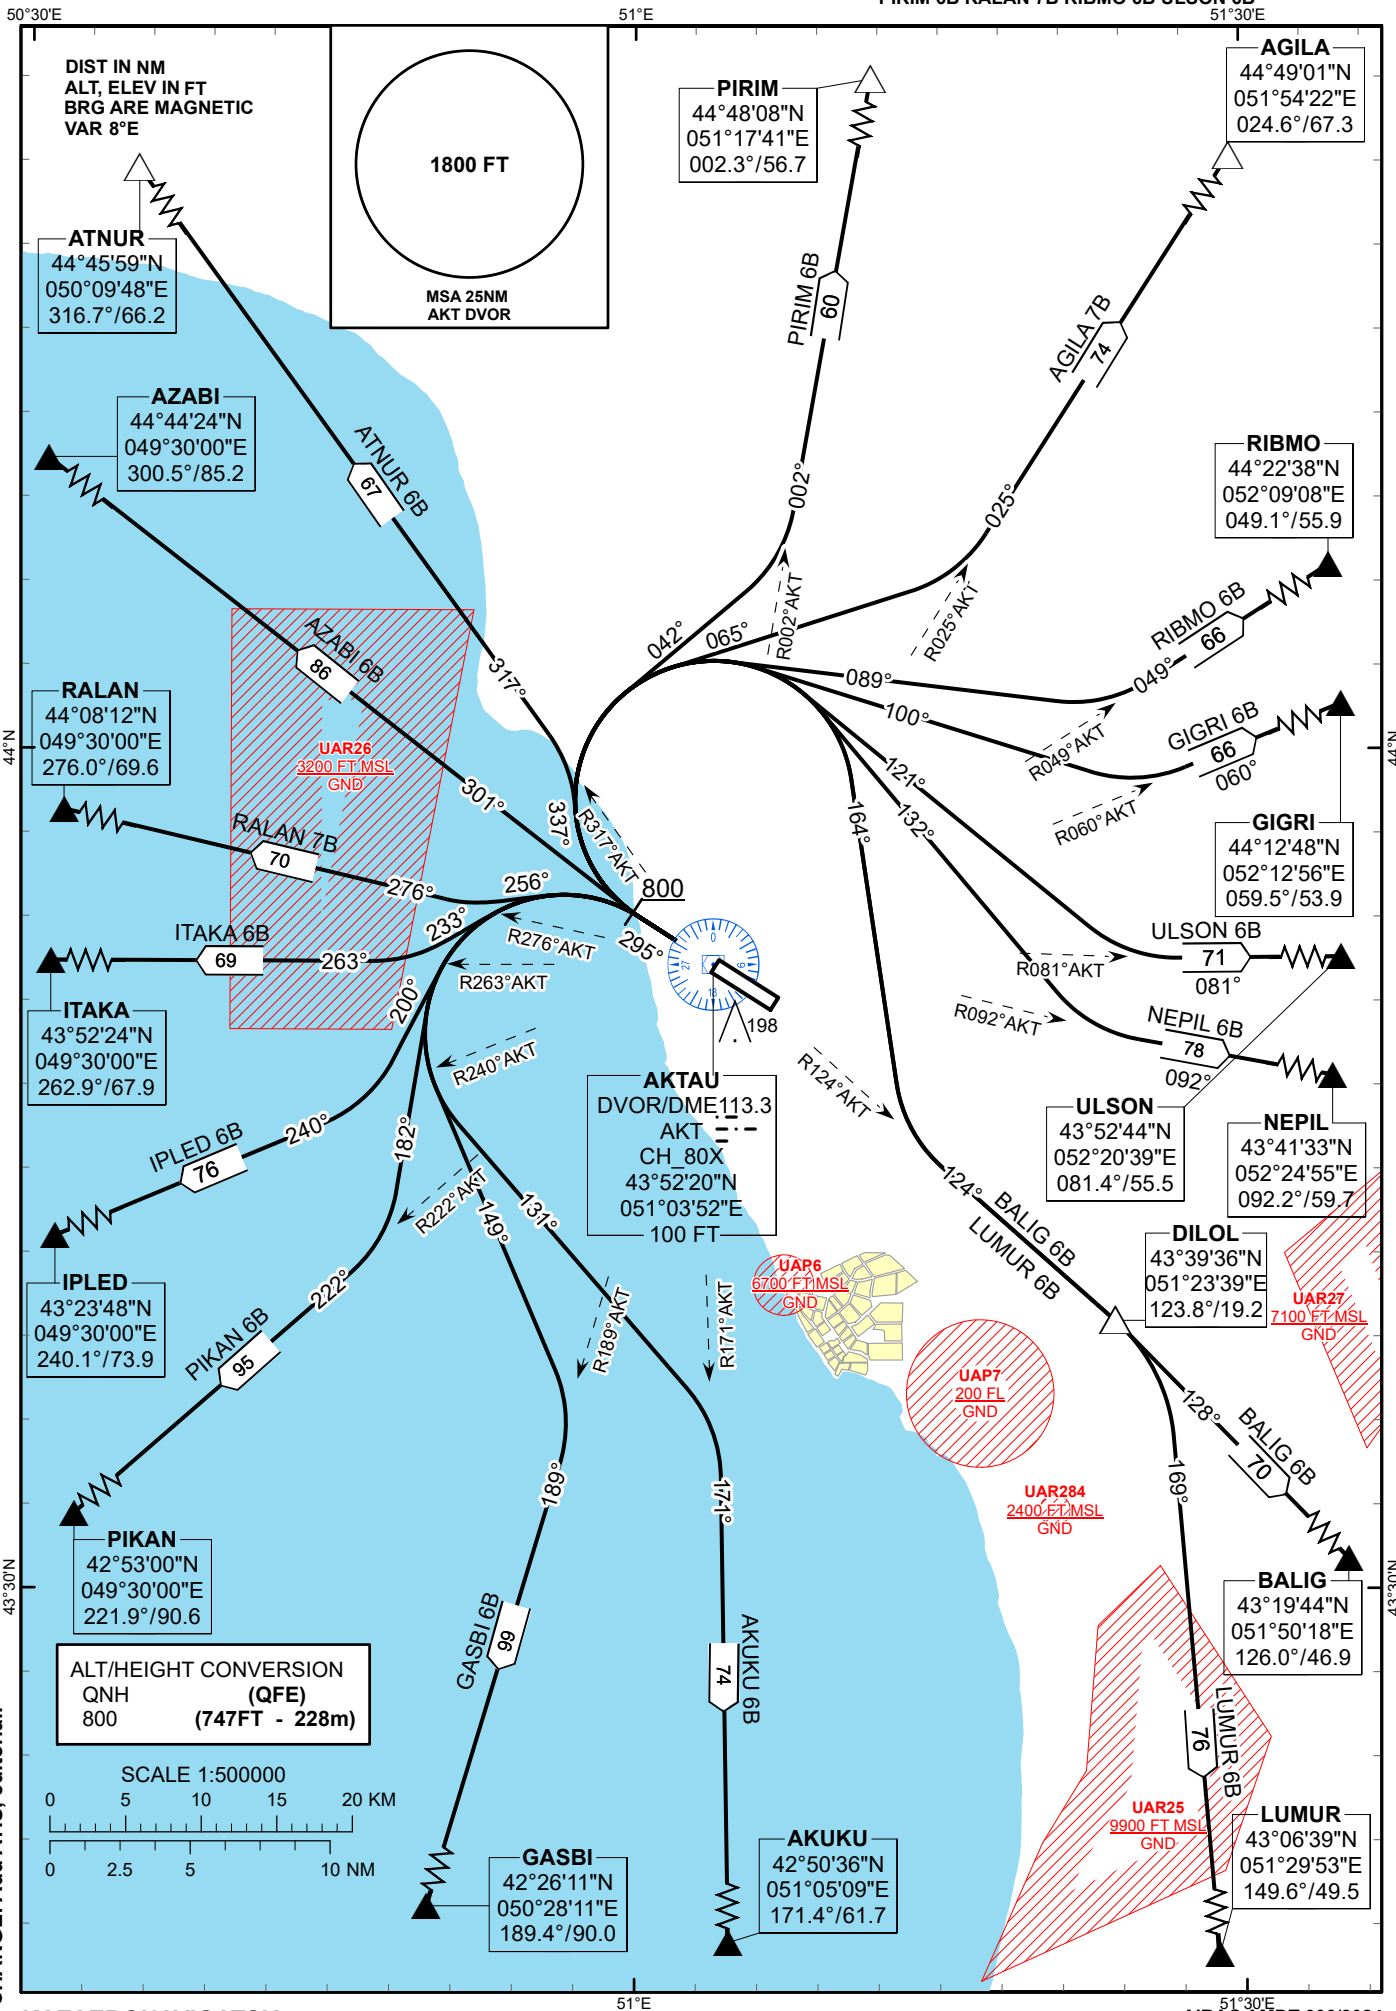 50°30'E
51°E
51°30'E
DIST IN NM
ALT, ELEV IN FT
BRG ARE MAGNETIC
VAR 8°E
1800 FT
MSA 25NM
AKT DVOR
PIRIM
44°48'08"N
051°17'41"E
002.3°/56.7
AGILA
44°49'01"N
051°54'22"E
024.6°/67.3
ATNUR
44°45'59"N
050°09'48"E
316.7°/66.2
AZABI
44°44'24"N
049°30'00"E
300.5°/85.2
ATNUR 6B
67
PIRIM 6B
60
AGILA 7B
74
RIBMO
44°22'38"N
052°09'08"E
049.1°/55.9
002°
025°
R002°AKT
R025°AKT
042°
065°
RIBMO 6B
66
049°
089°
R049°AKT
AZABI 6B
86
317°
RALAN
44°08'12"N
049°30'00"E
276.0°/69.6
44°N
44°N
UAR26
3200 FT MSL
GND
301°
337°
R317°AKT
100°
GIGRI 6B
66
060°
R060°AKT
121°
132°
164°
GIGRI
44°12'48"N
052°12'56"E
059.5°/53.9
RALAN 7B
70
276°
256°
800
295°
R276°AKT
233°
ITAKA 6B
69
263°
R263°AKT
ULSON 6B
71
081°
R081°AKT
ITAKA
43°52'24"N
049°30'00"E
262.9°/67.9
200°
0
9
18
27
198
R240°AKT
R092°AKT
NEPIL 6B
78
092°
R124°AKT
AKTAU
DVOR/DME113.3
AKT
CH_80X
43°52'20"N
051°03'52"E
100 FT
ULSON
43°52'44"N
052°20'39"E
081.4°/55.5
NEPIL
43°41'33"N
052°24'55"E
092.2°/59.7
IPLED 6B
76
240°
182°
R222°AKT
149°
131°
124°
BALIG 6B
LUMUR 6B
DILOL
43°39'36"N
051°23'39"E
123.8°/19.2
IPLED
43°23'48"N
049°30'00"E
240.1°/73.9
222°
PIKAN 6B
95
R189°AKT
R171°AKT
UAP6
6700 FT MSL
GND
UAR27
7100 FT MSL
GND
UAP7
200 FL
GND
128°
BALIG 6B
70
169°
189°
171°
UAR284
2400 FT MSL
GND
PIKAN
42°53'00"N
049°30'00"E
221.9°/90.6
43°30'N
43°30'N
BALIG
43°19'44"N
051°50'18"E
126.0°/46.9
GASBI 6B
99
AKUKU 6B
74
LUMUR 6B
76
ALT/HEIGHT CONVERSION
QNH (QFE)
800 (747FT - 228m)
SCALE 1:500000
0 5 10 15 20 KM
0 2.5 5 10 NM
UAR25
9900 FT MSL
GND
LUMUR
43°06'39"N
051°29'53"E
149.6°/49.5
GASBI
42°26'11"N
050°28'11"E
189.4°/90.0
AKUKU
42°50'36"N
051°05'09"E
171.4°/61.7
51°E
51°30'E